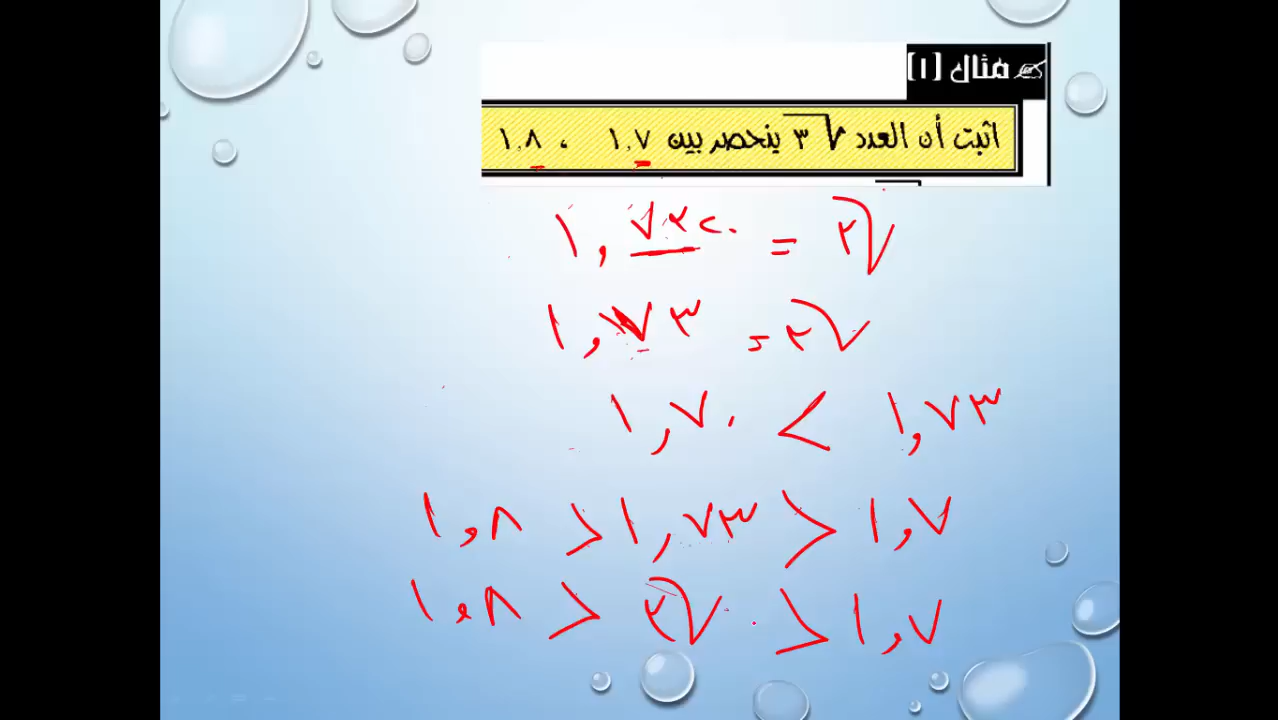 مثال [١]
اثبت أن العدد √٣ ينحصر بين ١,٧ ، ١,٨
√٣ = ١,٧٣٢٠
√٣ = ١,٧٣
١,٧٣ > ١,٧٠
١,٧ < ١,٧٣ < ١,٨
١,٧ < √٣ < ١,٨